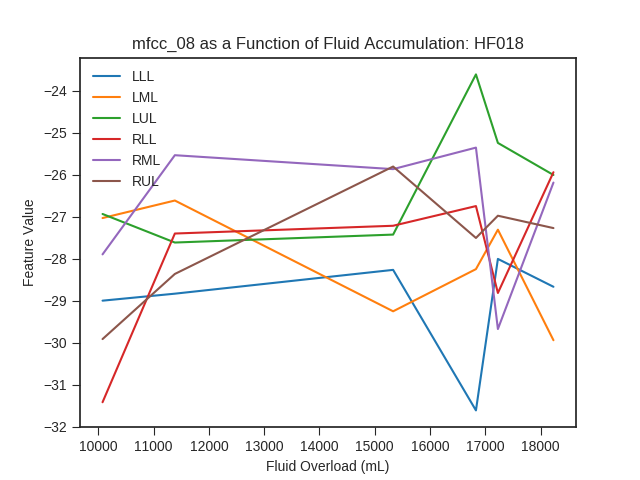 mfcc_08 as a Function of Fluid Accumulation: HF018
LLL
LML
LUL
RLL
RML
RUL
−24
−25
−26
−27
−28
−29
−30
−31
−32
Feature Value
10000 11000 12000 13000 14000 15000 16000 17000 18000
Fluid Overload (mL)